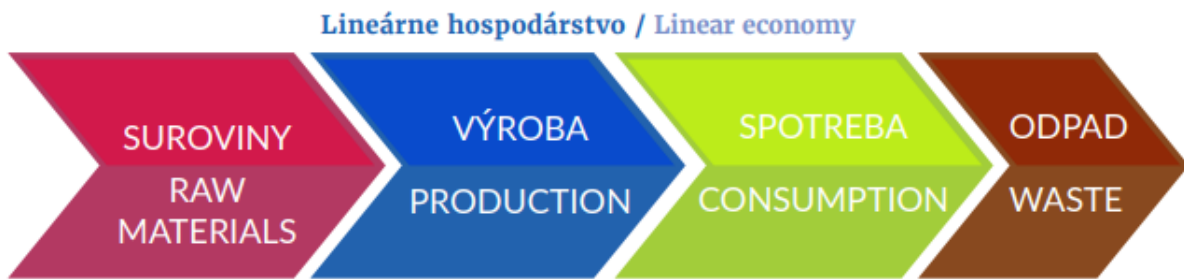 Lineárne hospodárstvo / Linear economy
SUROVINY
RAW
MATERIALS
VÝROBA
PRODUCTION
SPOTREBA
CONSUMPTION
ODPAD
WASTE